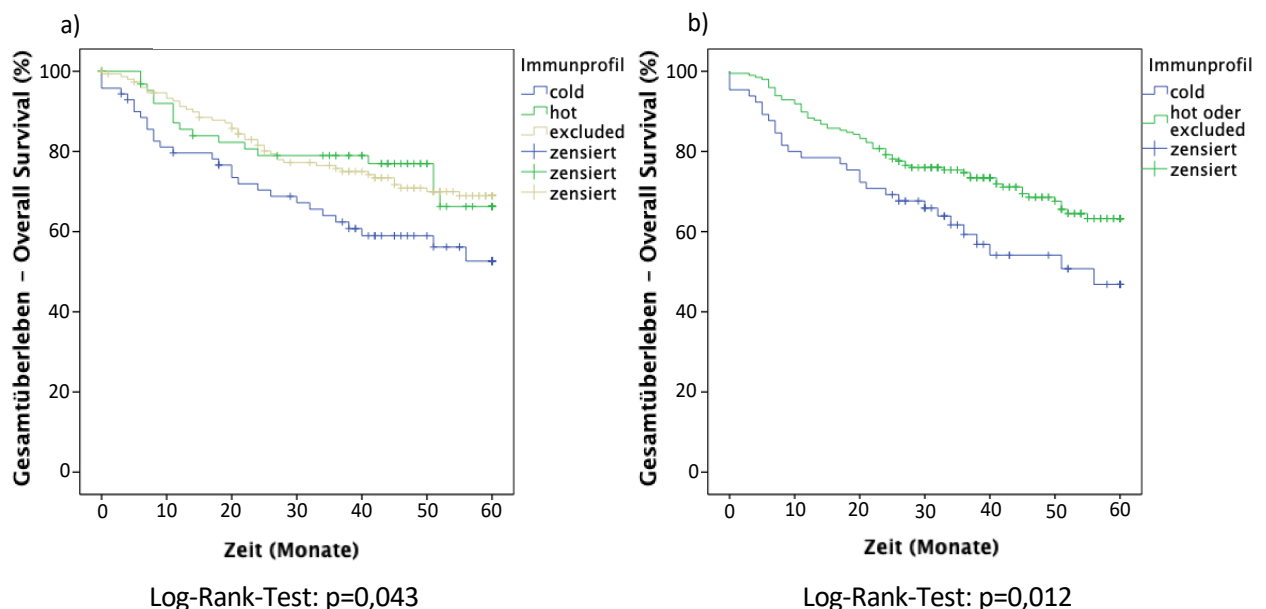 a)
Gesamtüberleben – Overall Survival (%)
100
80
60
40
20
0
0 10 20 30 40 50 60
Zeit (Monate)
Immunprofil
cold
hot
excluded
zensiert
zensiert
zensiert
Log-Rank-Test: p=0,043
b)
Gesamtüberleben – Overall Survival (%)
100
80
60
40
20
0
0 10 20 30 40 50 60
Zeit (Monate)
Immunprofil
cold
hot oder
excluded
zensiert
zensiert
Log-Rank-Test: p=0,012